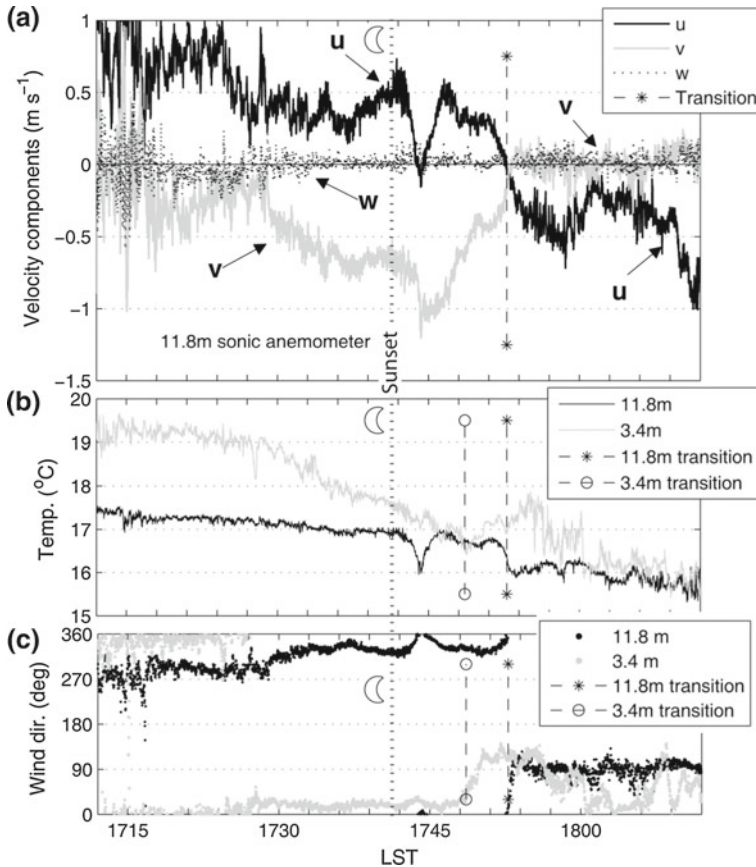 (a)
1
0.5
0
−0.5
−1
−1.5
Velocity components (m s⁻¹)
u
v
w
Transition
u
v
w
v
u
11.8m sonic anemometer
Sunset
(b)
20
19
18
17
16
15
Temp. (°C)
11.8m
3.4m
11.8m transition
3.4m transition
(c)
360
270
180
90
0
Wind dir. (deg)
11.8 m
3.4 m
11.8m transition
3.4m transition
1715
1730
1745
1800
LST